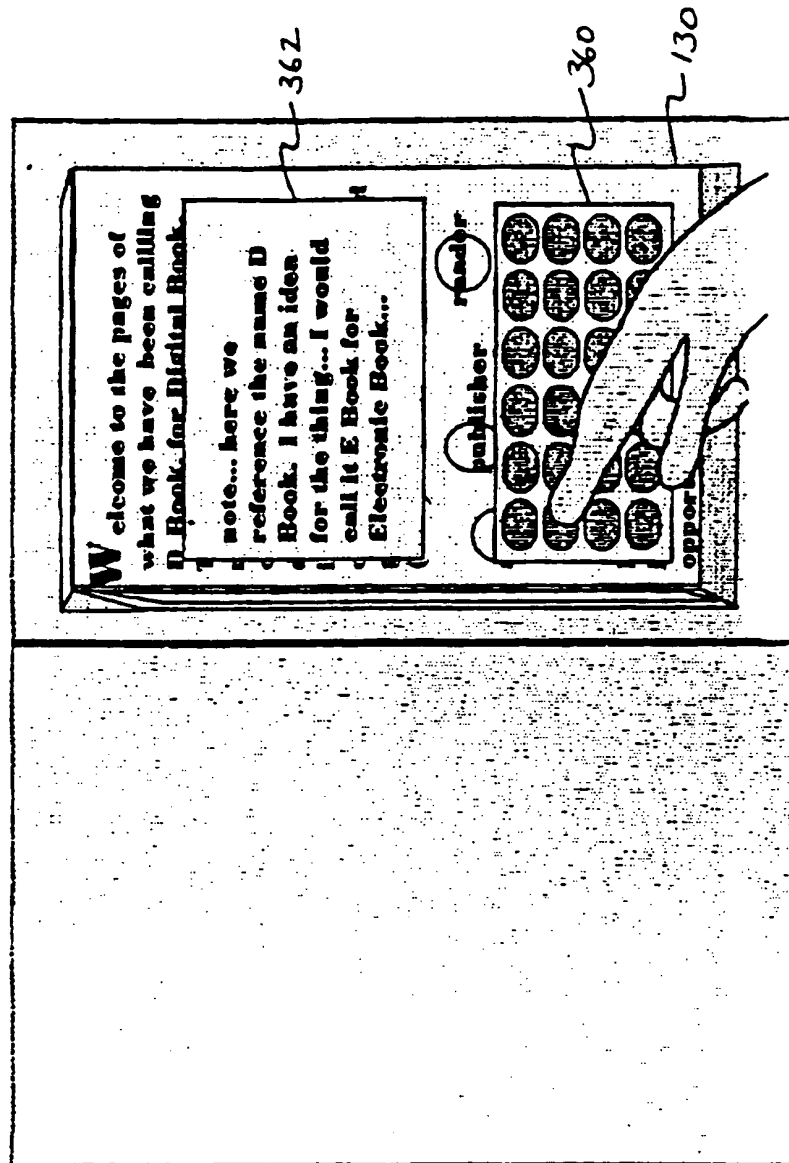 Welcome to the pages of
what we have been callling
D Book, for Digital Book.
note... here we
reference the name D
Book. I have an idea
for the thing... I would
call it E Book for
Electronic Book...
362
publisher
360
oppor
130